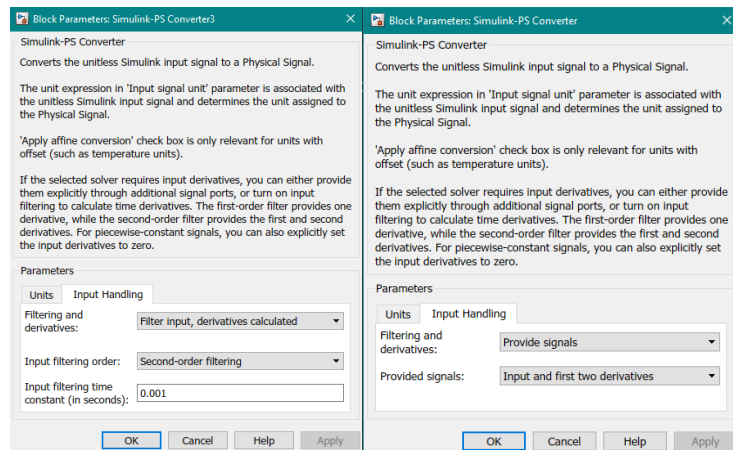 Block Parameters: Simulink-PS Converter3
Simulink-PS Converter
Converts the unitless Simulink input signal to a Physical Signal.
The unit expression in 'Input signal unit' parameter is associated with
the unitless Simulink input signal and determines the unit assigned to
the Physical Signal.
'Apply affine conversion' check box is only relevant for units with
offset (such as temperature units).
If the selected solver requires input derivatives, you can either provide
them explicitly through additional signal ports, or turn on input
filtering to calculate time derivatives. The first-order filter provides one
derivative, while the second-order filter provides the first and second
derivatives. For piecewise-constant signals, you can also explicitly set
the input derivatives to zero.
Parameters
Units Input Handling
Filtering and
derivatives: Filter input, derivatives calculated
Input filtering order: Second-order filtering
Input filtering time
constant (in seconds): 0.001
OK Cancel Help Apply
Block Parameters: Simulink-PS Converter
Simulink-PS Converter
Converts the unitless Simulink input signal to a Physical Signal.
The unit expression in 'Input signal unit' parameter is associated with
the unitless Simulink input signal and determines the unit assigned to
the Physical Signal.
'Apply affine conversion' check box is only relevant for units with
offset (such as temperature units).
If the selected solver requires input derivatives, you can either provide
them explicitly through additional signal ports, or turn on input
filtering to calculate time derivatives. The first-order filter provides one
derivative, while the second-order filter provides the first and second
derivatives. For piecewise-constant signals, you can also explicitly set
the input derivatives to zero.
Parameters
Units Input Handling
Filtering and
derivatives: Provide signals
Provided signals: Input and first two derivatives
OK Cancel Help Apply